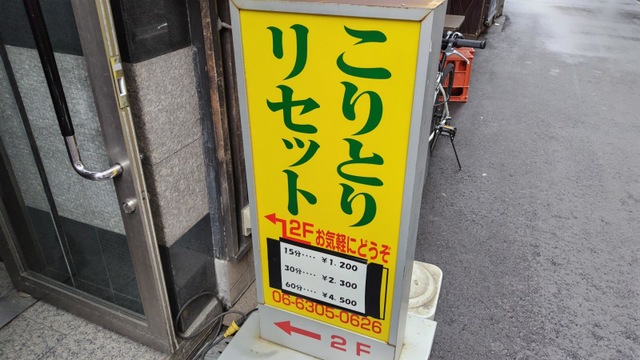 こりとり
リセット
2F お気軽にどうぞ
15分‥‥ ￥1.200
30分‥‥ ￥2.300
60分‥‥ ￥4.500
06-6305-0626
2F